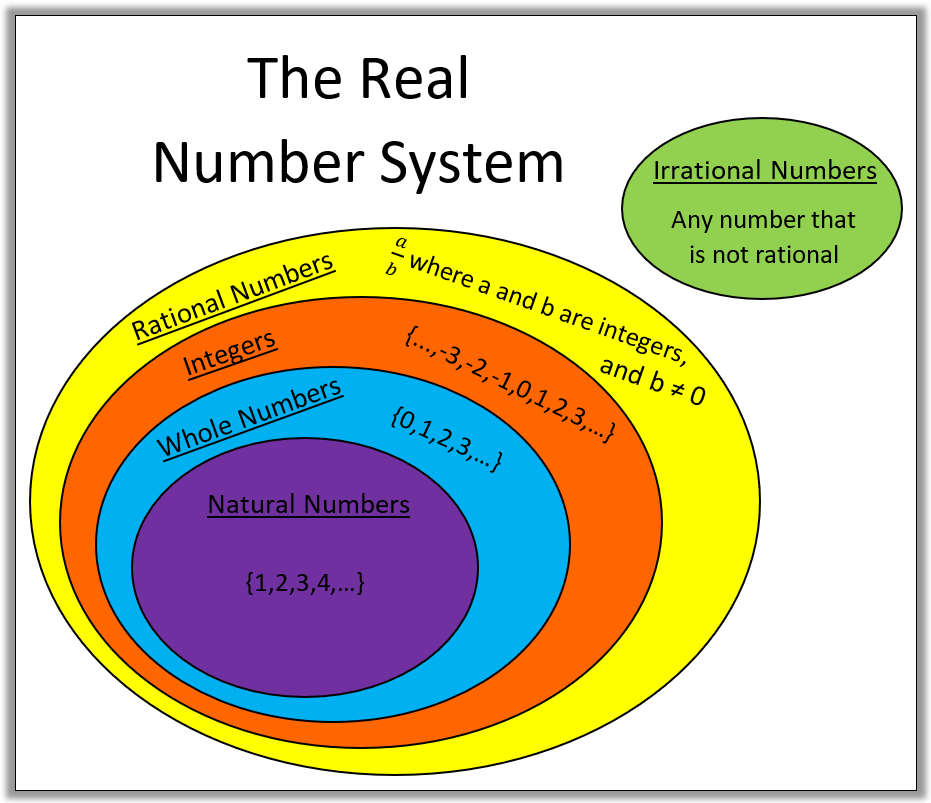 The Real
Number System
Irrational Numbers
Any number that
is not rational
Rational Numbers
a/b where a and b are integers,
and b ≠ 0
Integers
{...,-3,-2,-1,0,1,2,3,...}
Whole Numbers
{0,1,2,3,...}
Natural Numbers
{1,2,3,4,...}